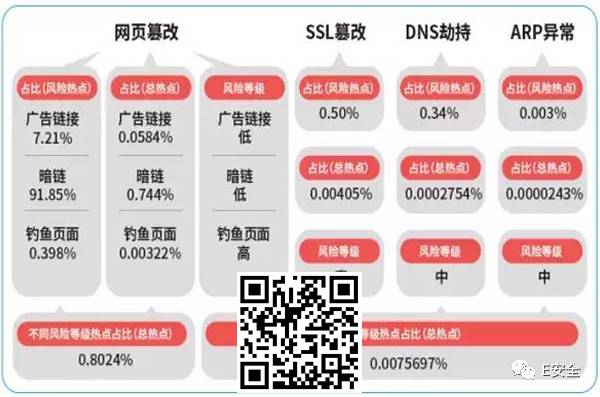 网页篡改
SSL篡改
DNS劫持
ARP异常
占比(风险热点)
占比(总热点)
风险等级
占比(风险热点)
占比(风险热点)
占比(风险热点)
广告链接
7.21%
广告链接
0.0584%
广告链接
低
0.50%
0.34%
0.003%
暗链
91.85%
暗链
0.744%
暗链
低
占比(总热点)
占比(总热点)
占比(总热点)
0.00405%
0.0002754%
0.0000243%
钓鱼页面
0.398%
钓鱼页面
0.00322%
钓鱼页面
高
风险等级
风险等级
风险等级
中
中
不同风险等级热点占比(总热点)
等级热点占比(总热点)
0.8024%
0.0075697%
E安全